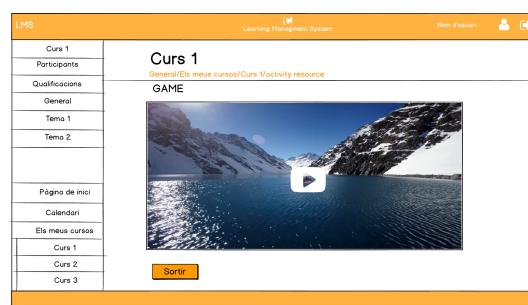 LMS
Learning Managment System
Nom d'usuari
Curs 1
Participants
Qualificacions
General
Tema 1
Tema 2
Pàgina de inici
Calendari
Els meus cursos
Curs 1
Curs 2
Curs 3
Curs 1
General/Els meus cursos/Curs 1/activity resource
GAME
Sortir